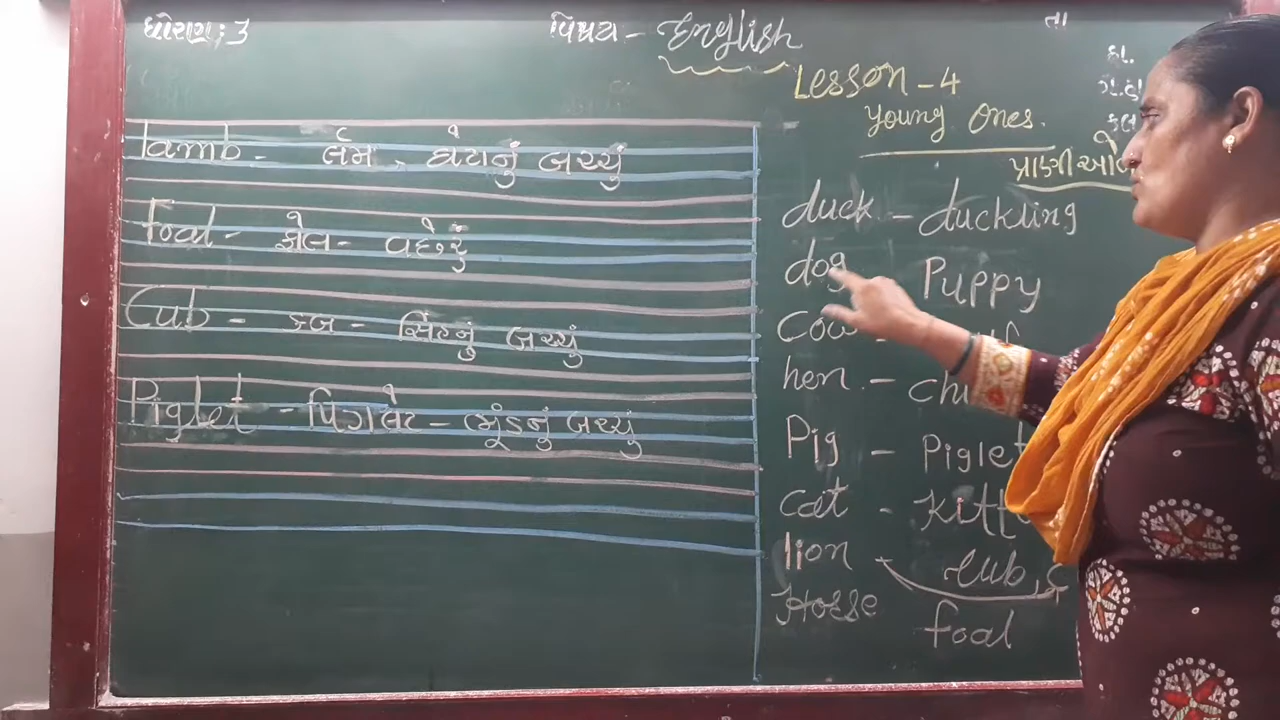 ધોરણ : 3
વિષય - English
તા
Lesson - 4
Young Ones.
lamb - લેમ - ઘેટાનું બચ્ચું
foal - ફોલ - વછેરું
Cub - કબ - સિંહનું બચ્ચું
Piglet - પિગલેટ - ભૂંડનું બચ્ચું
duck - duckling
dog - Puppy
Cow
hen - Chi
Pig - Piglet
cat - Kitt
lion - cub
Horse foal